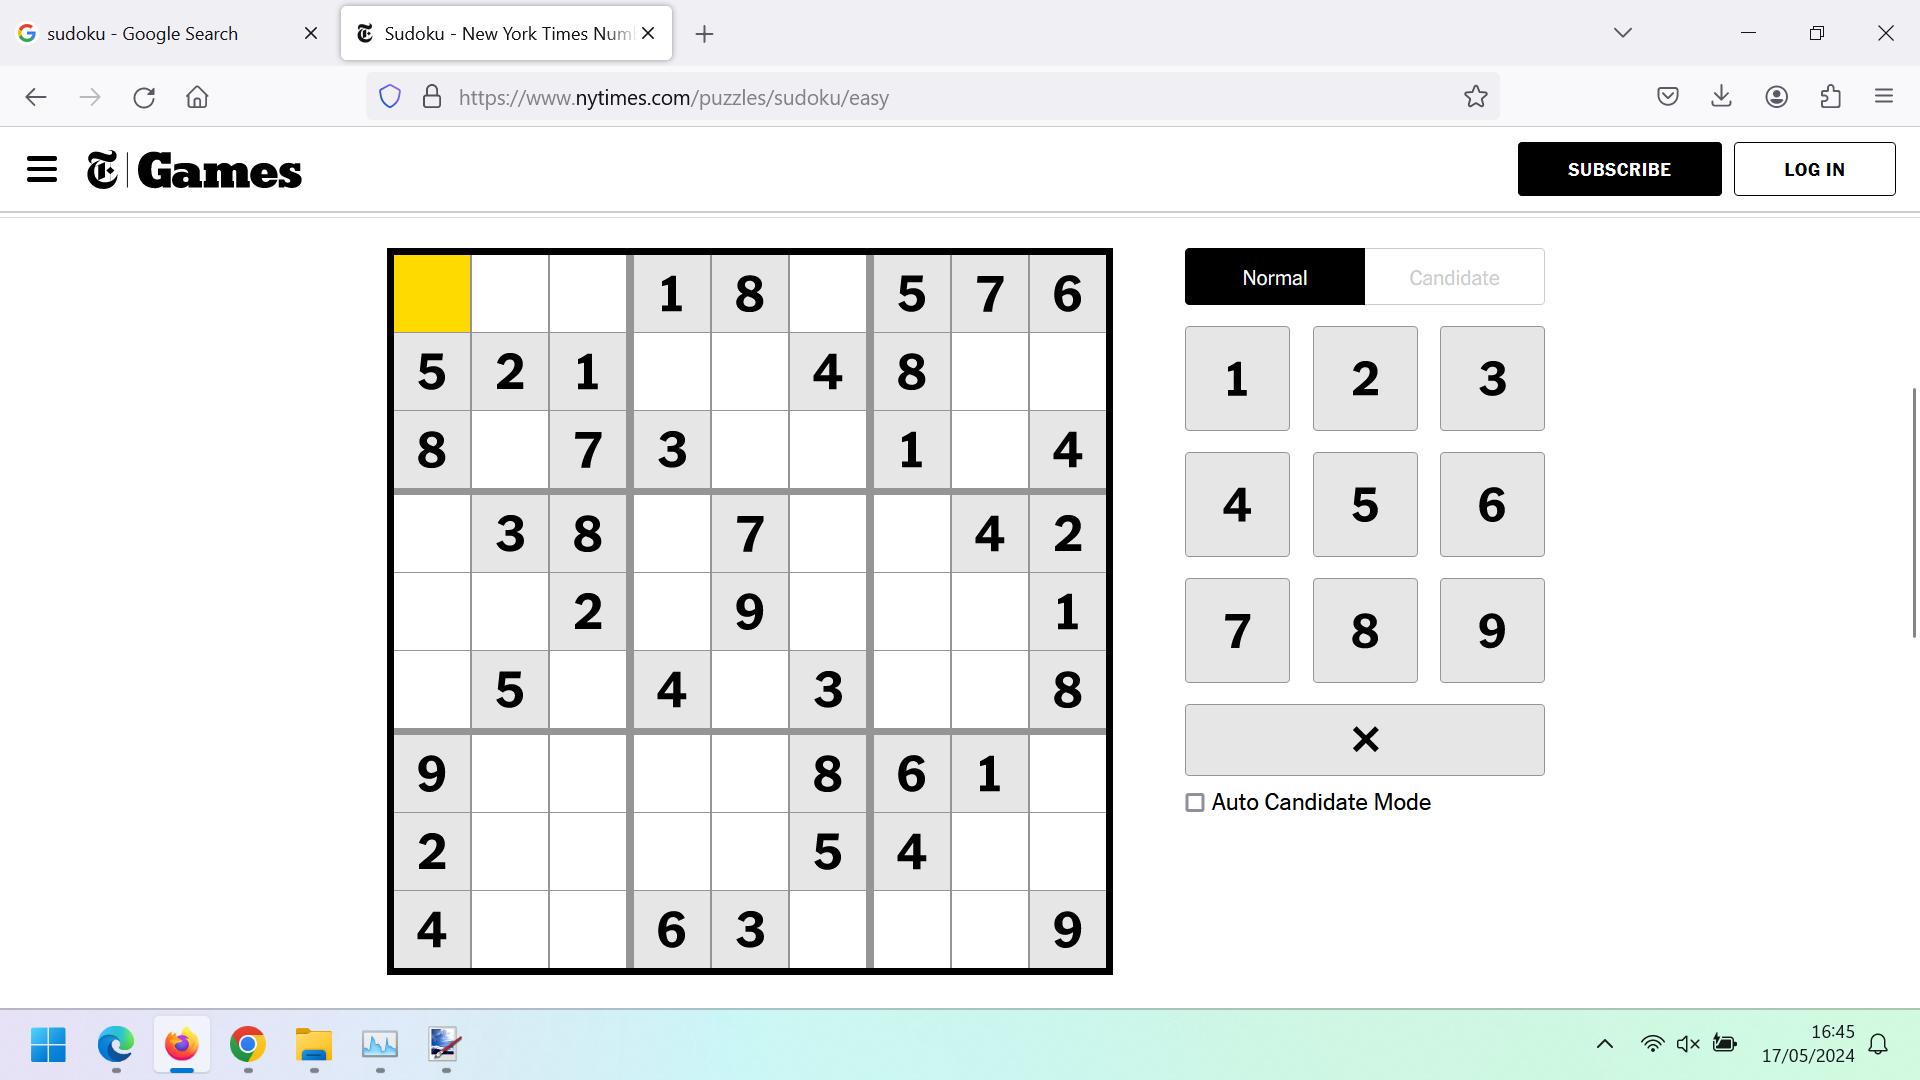 sudoku - Google Search
Sudoku - New York Times Num
https://www.nytimes.com/puzzles/sudoku/easy
Games
SUBSCRIBE
LOG IN
1 8 5 7 6
5 2 1 4 8
8 7 3 1 4
3 8 7 4 2
2 9 1
5 4 3 8
9 8 6 1
2 5 4
4 6 3 9
Normal
Candidate
1 2 3
4 5 6
7 8 9
Auto Candidate Mode
16:45
17/05/2024